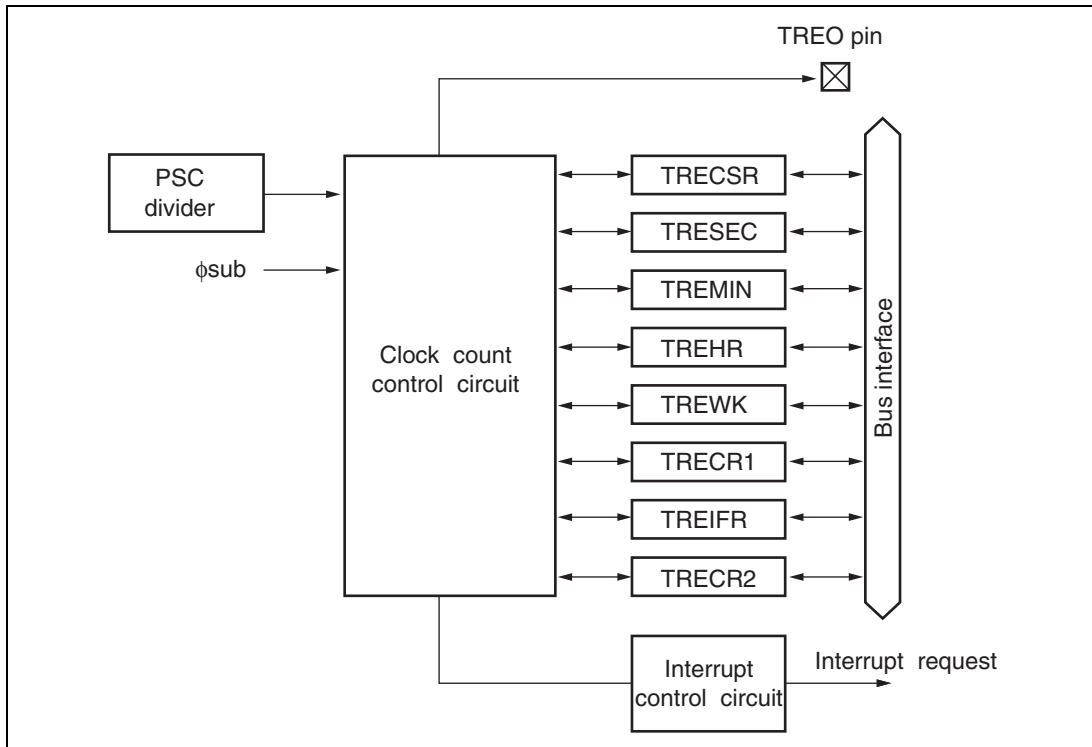 TREO pin
PSC
divider
ϕsub
Clock count
control circuit
TRECSR
TRESEC
TREMIN
TREHR
TREWK
TRECR1
TREIFR
TRECR2
Bus interface
Interrupt
control circuit
Interrupt request